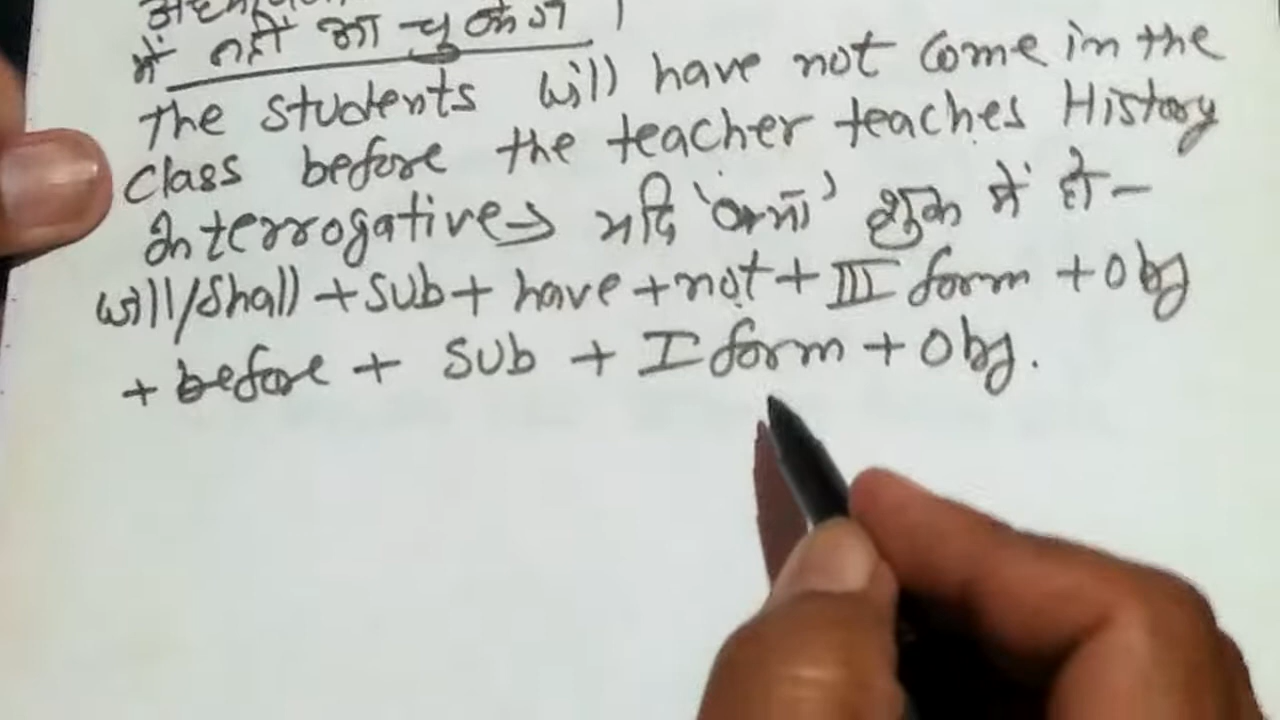 में नहीं आ चुकेंगे ।
The students will have not come in the
class before the teacher teaches History
Interrogative → यदि 'क्या' शुरू में हो -
will/shall + sub + have + not + III form + obj
+ before + sub + I form + obj.